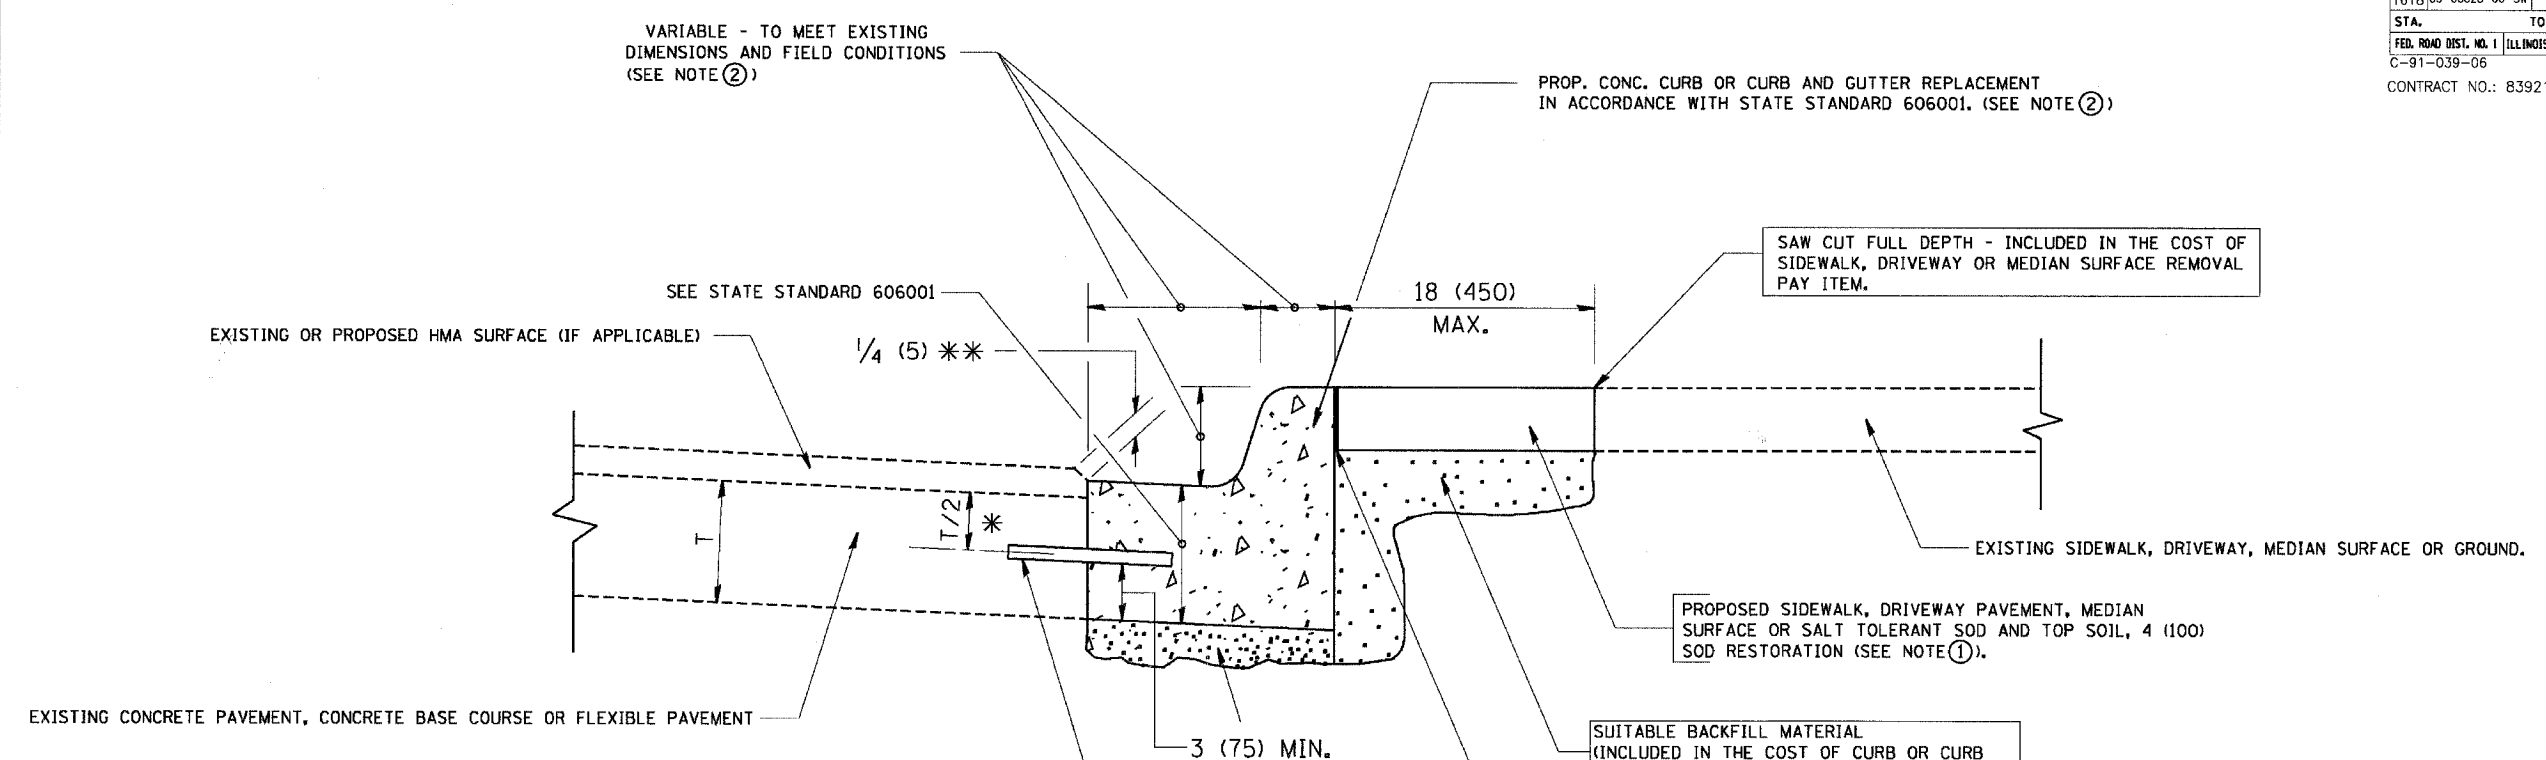 VARIABLE - TO MEET EXISTING
DIMENSIONS AND FIELD CONDITIONS
(SEE NOTE ②)
STA. TO
FED. ROAD DIST. NO. 1 ILLINOIS
C-91-039-06
CONTRACT NO.: 8392
PROP. CONC. CURB OR CURB AND GUTTER REPLACEMENT
IN ACCORDANCE WITH STATE STANDARD 606001. (SEE NOTE ②)
SAW CUT FULL DEPTH - INCLUDED IN THE COST OF
SIDEWALK, DRIVEWAY OR MEDIAN SURFACE REMOVAL
PAY ITEM.
SEE STATE STANDARD 606001
18 (450)
MAX.
EXISTING OR PROPOSED HMA SURFACE (IF APPLICABLE)
1/4 (5) **
T
T/2 *
EXISTING SIDEWALK, DRIVEWAY, MEDIAN SURFACE OR GROUND.
PROPOSED SIDEWALK, DRIVEWAY PAVEMENT, MEDIAN
SURFACE OR SALT TOLERANT SOD AND TOP SOIL, 4 (100)
SOD RESTORATION (SEE NOTE ①).
EXISTING CONCRETE PAVEMENT, CONCRETE BASE COURSE OR FLEXIBLE PAVEMENT
3 (75) MIN.
SUITABLE BACKFILL MATERIAL
(INCLUDED IN THE COST OF CURB OR CURB